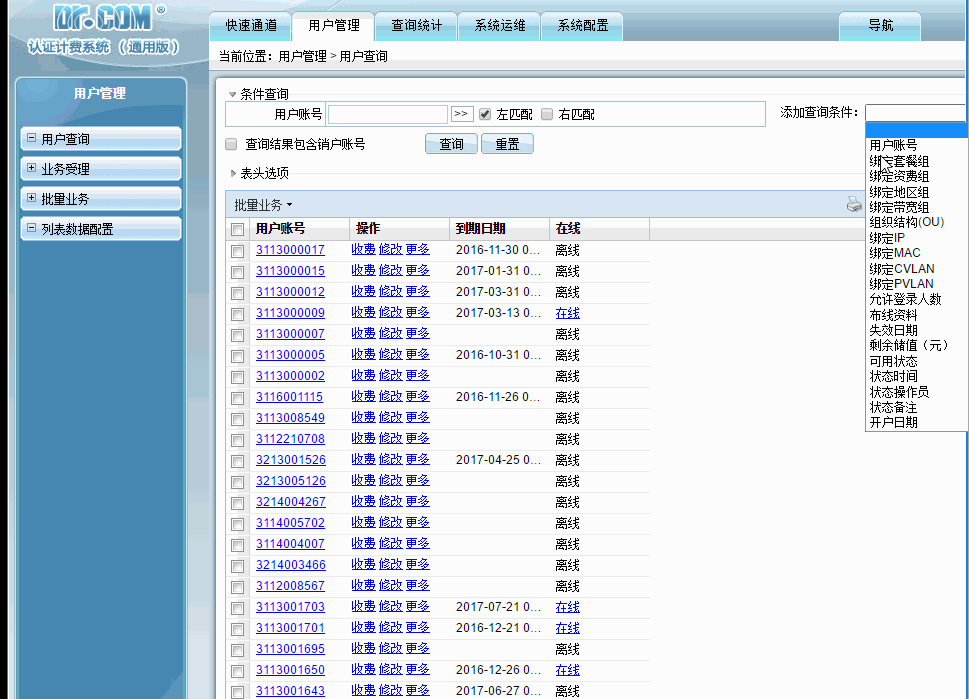 Dr.COM®
认证计费系统 （通用版）
快速通道 用户管理 查询统计 系统运维 系统配置 导航
当前位置：用户管理 > 用户查询
用户管理
用户查询
业务受理
批量业务
列表数据配置
条件查询
用户账号 >> 左匹配 右匹配
添加查询条件：
查询结果包含销户账号 查询 重置
表头选项
批量业务
用户账号 操作 到期日期 在线
3113000017 收费 修改 更多 2016-11-30 0... 离线
3113000015 收费 修改 更多 2017-01-31 0... 离线
3113000012 收费 修改 更多 2017-03-31 0... 离线
3113000009 收费 修改 更多 2017-03-13 0... 在线
3113000007 收费 修改 更多 离线
3113000005 收费 修改 更多 2016-10-31 0... 离线
3113000002 收费 修改 更多 离线
3116001115 收费 修改 更多 2016-11-26 0... 离线
3113008549 收费 修改 更多 离线
3112210708 收费 修改 更多 离线
3213001526 收费 修改 更多 2017-04-25 0... 离线
3213005126 收费 修改 更多 离线
3214004267 收费 修改 更多 离线
3114005702 收费 修改 更多 离线
3114004007 收费 修改 更多 离线
3214003466 收费 修改 更多 离线
3112008567 收费 修改 更多 离线
3113001703 收费 修改 更多 2017-07-21 0... 在线
3113001701 收费 修改 更多 2016-12-21 0... 在线
3113001695 收费 修改 更多 离线
3113001650 收费 修改 更多 2016-12-26 0... 在线
3113001643 收费 修改 更多 2017-06-27 0... 离线
用户账号
绑定套餐组
绑定资费组
绑定地区组
绑定带宽组
组织结构(OU)
绑定IP
绑定MAC
绑定CVLAN
绑定PVLAN
允许登录人数
布线资料
失效日期
剩余储值（元）
可用状态
状态时间
状态操作员
状态备注
开户日期